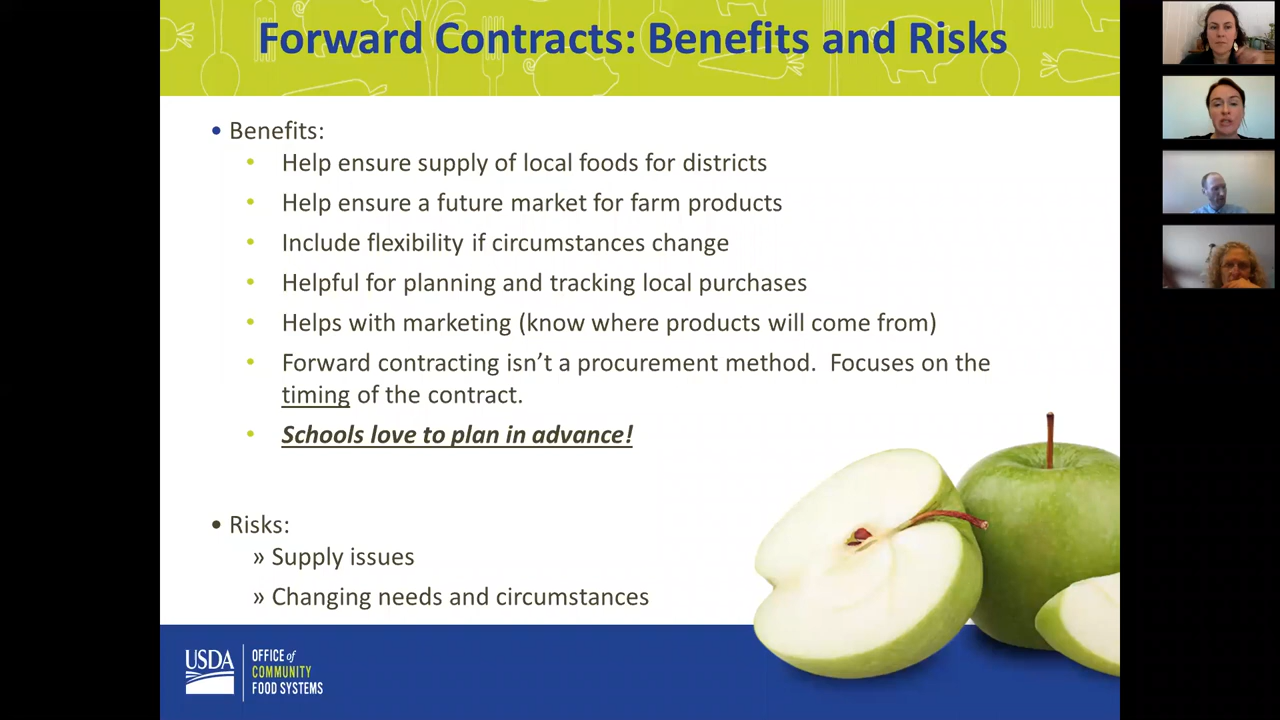 Forward Contracts: Benefits and Risks
• Benefits:
• Help ensure supply of local foods for districts
• Help ensure a future market for farm products
• Include flexibility if circumstances change
• Helpful for planning and tracking local purchases
• Helps with marketing (know where products will come from)
• Forward contracting isn’t a procurement method.  Focuses on the
timing of the contract.
• Schools love to plan in advance!
• Risks:
» Supply issues
» Changing needs and circumstances
USDA
OFFICE of
COMMUNITY
FOOD SYSTEMS